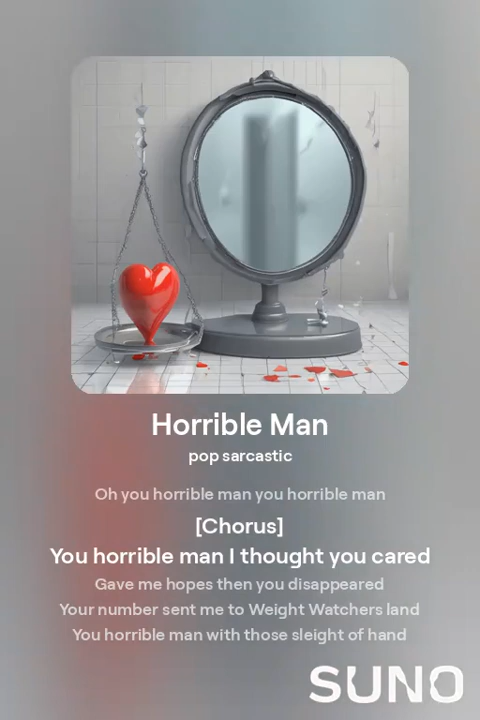 Horrible Man
pop sarcastic
Oh you horrible man you horrible man
[Chorus]
You horrible man I thought you cared
Gave me hopes then you disappeared
Your number sent me to Weight Watchers land
You horrible man with those sleight of hand
SUNO